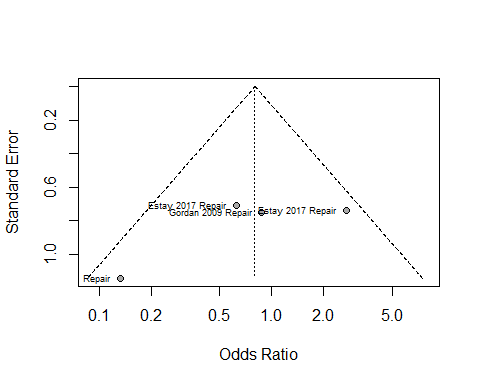 Standard Error
0.2
0.6
1.0
Estay 2017 Repair
Gordan 2009 Repair
Estay 2017 Repair
Repair
0.1 0.2 0.5 1.0 2.0 5.0
Odds Ratio